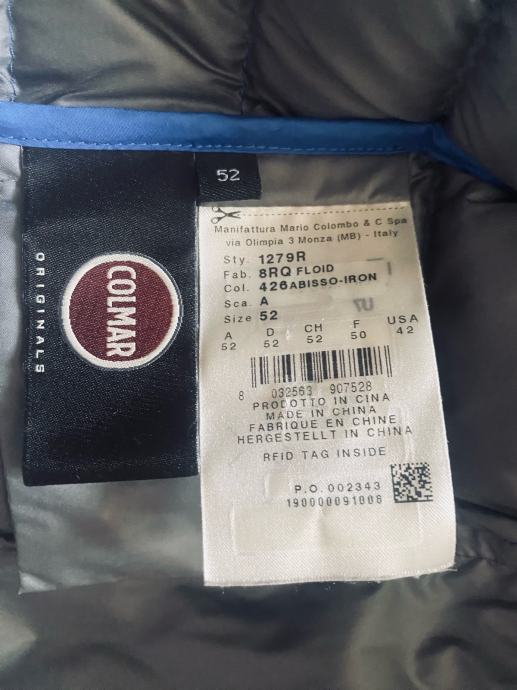 52
COLMAR
ORIGINALS
Manifattura Mario Colombo & C Spa
via Olimpia 3 Monza (MB) - Italy
Sty. 1279R
Fab. 8RQ FLOID
Col. 426ABISSO-IRON
Sca. A
Size 52
A D CH F USA
52 52 52 50 42
8 032563 907528
PRODOTTO IN CINA
MADE IN CHINA
FABRIQUE EN CHINE
HERGESTELLT IN CHINA
RFID TAG INSIDE
P.O. 002343
190000091008